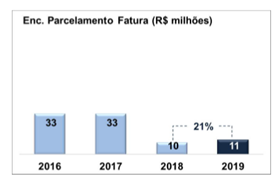 Enc. Parcelamento Fatura (R$ milhões)
33 33 10 21% 11
2016 2017 2018 2019